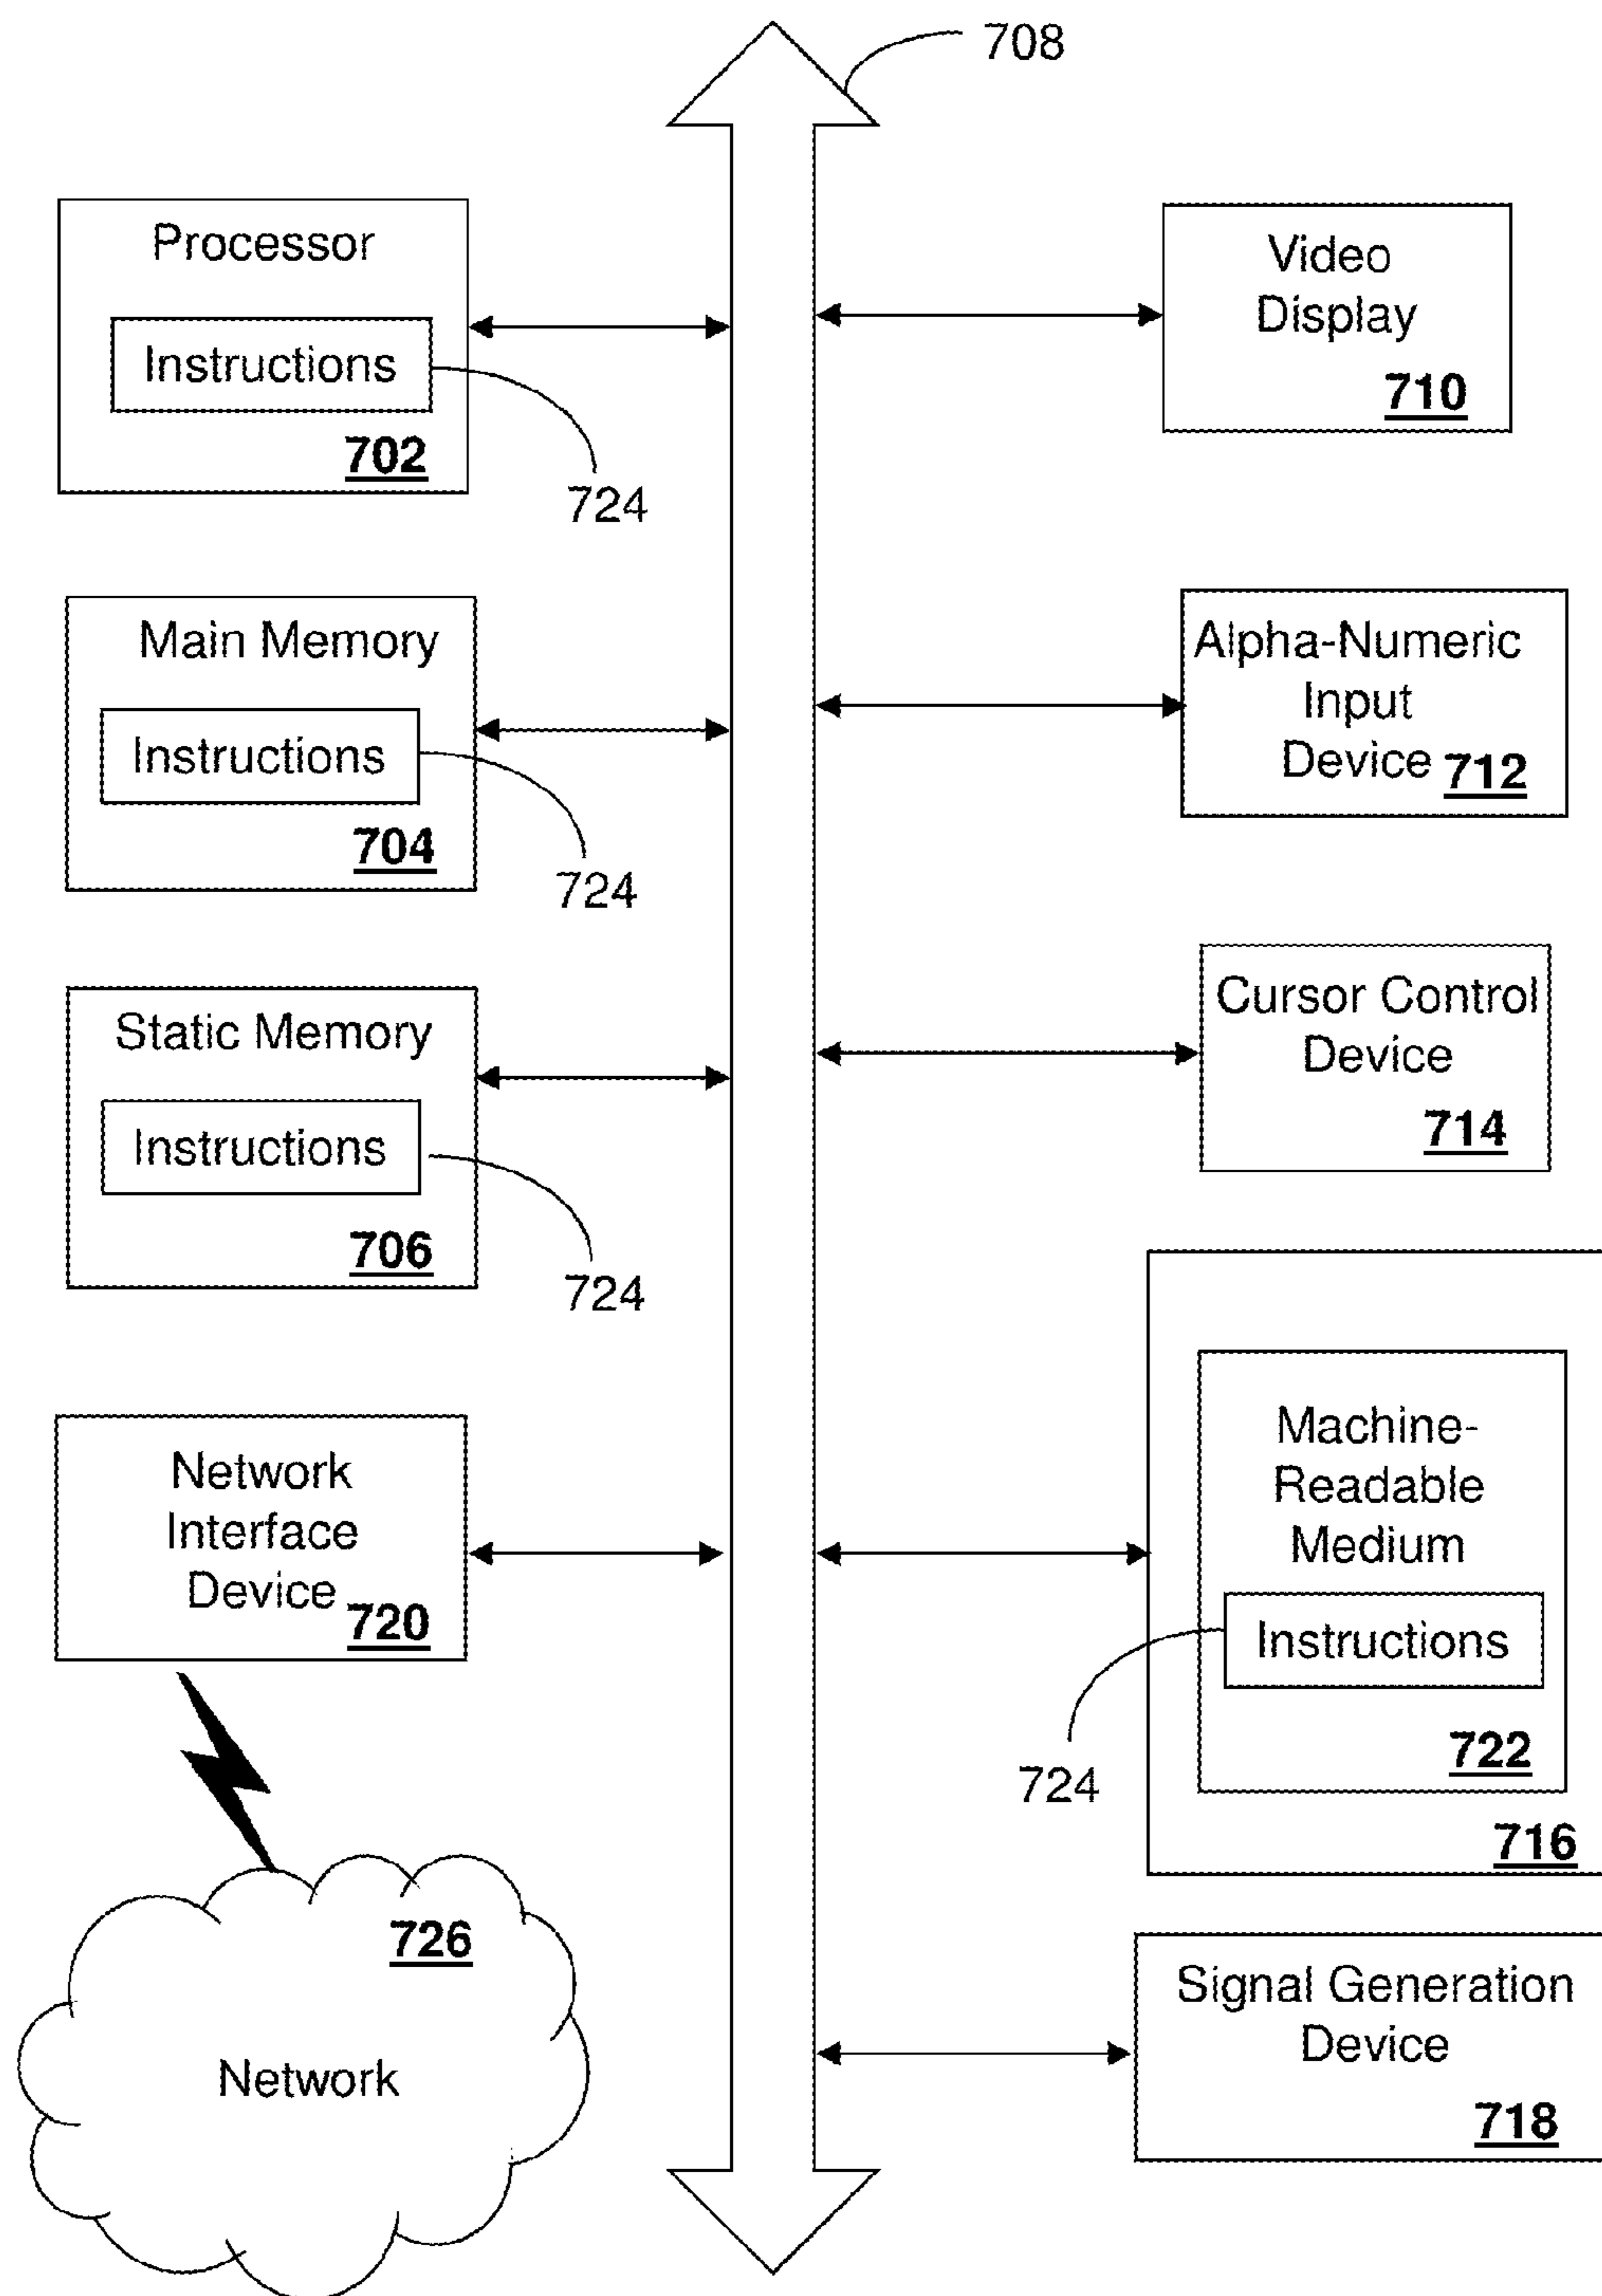 708
Processor
Instructions
702
724
Main Memory
Instructions
704
724
Static Memory
Instructions
706
724
Network
Interface
Device
720
726
Network
Video
Display
710
Alpha-Numeric
Input
Device
712
Cursor Control
Device
714
Machine-
Readable
Medium
Instructions
724
722
716
Signal Generation
Device
718